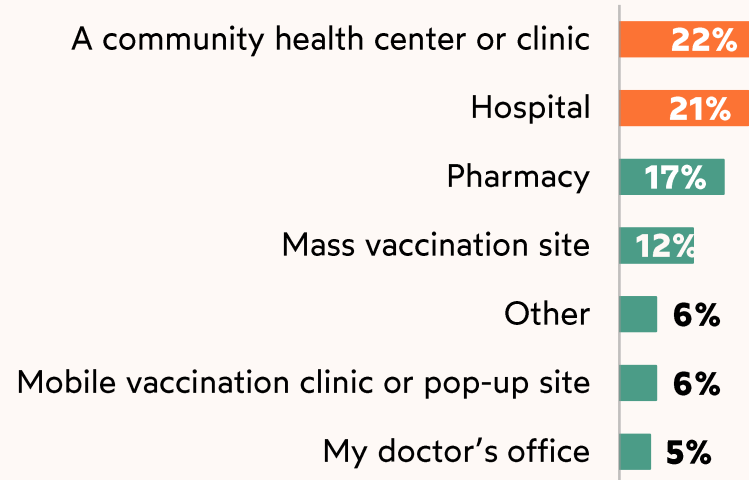 A community health center or clinic 22%
Hospital 21%
Pharmacy 17%
Mass vaccination site 12%
Other 6%
Mobile vaccination clinic or pop-up site 6%
My doctor’s office 5%